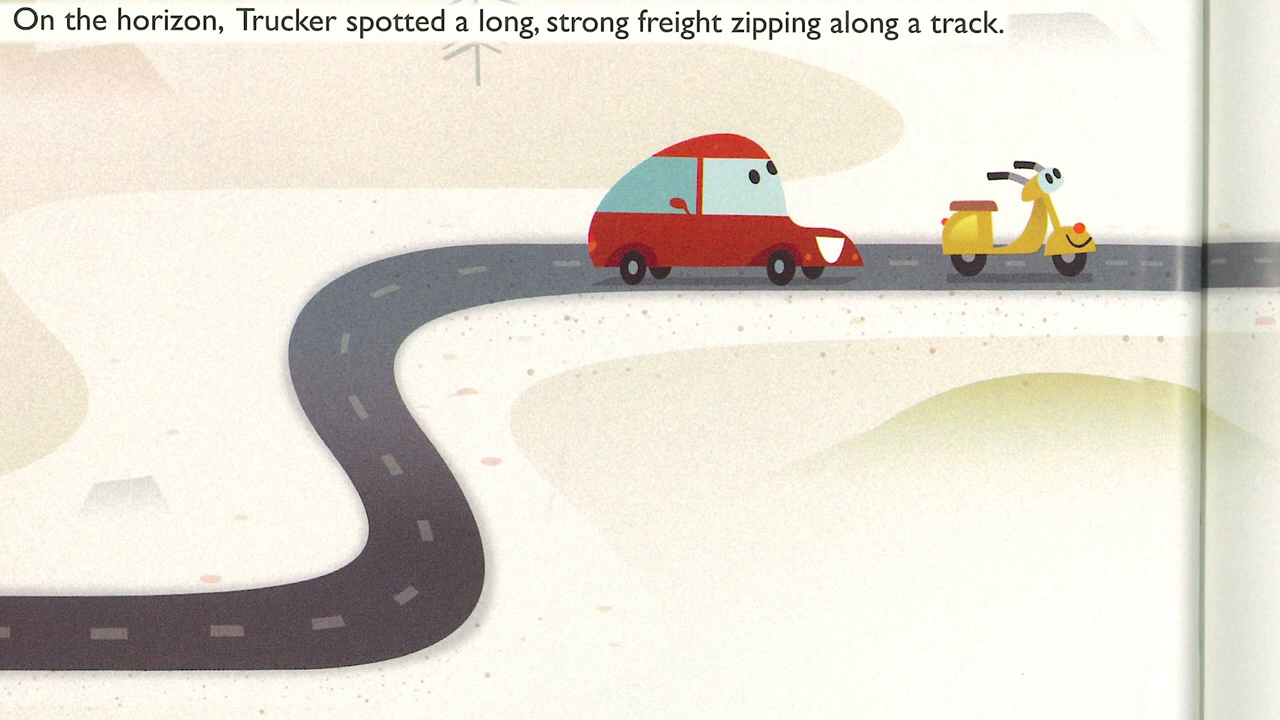 On the horizon, Trucker spotted a long, strong freight zipping along a track.